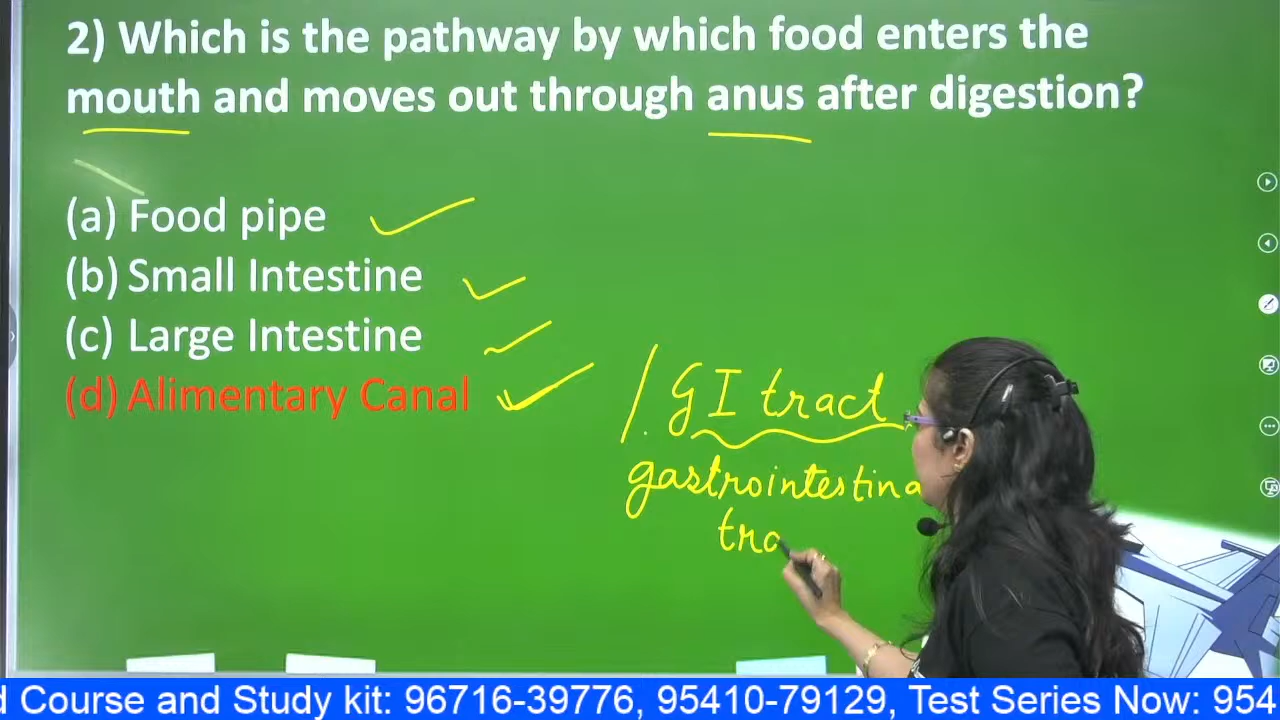 2) Which is the pathway by which food enters the
mouth and moves out through anus after digestion?
(a) Food pipe
(b) Small Intestine
(c) Large Intestine
(d) Alimentary Canal
/ GI tract
gastrointestina
tra
d Course and Study kit: 96716-39776, 95410-79129, Test Series Now: 954